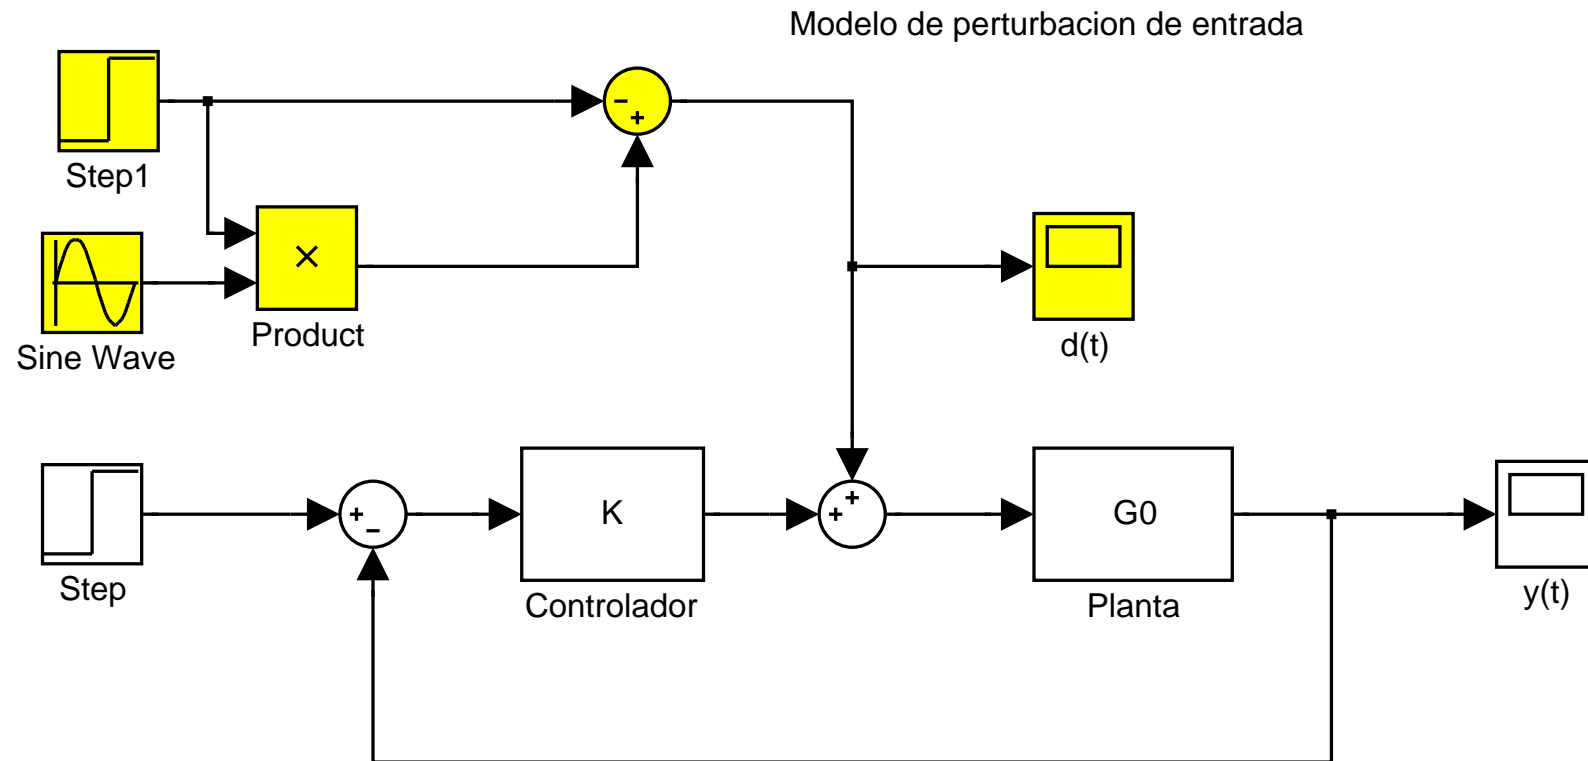 Modelo de perturbacion de entrada
Step1
×
Product
Sine Wave
d(t)
Step
K
Controlador
G0
Planta
y(t)